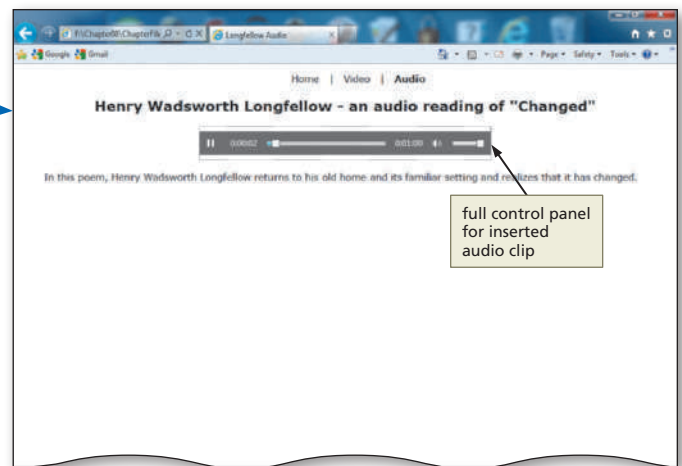 Longfellow Audio
Google Gmail
Page Safety Tools
Home | Video | Audio
Henry Wadsworth Longfellow - an audio reading of "Changed"
0:00:02 0:01:00
In this poem, Henry Wadsworth Longfellow returns to his old home and its familiar setting and realizes that it has changed.
full control panel
for inserted
audio clip